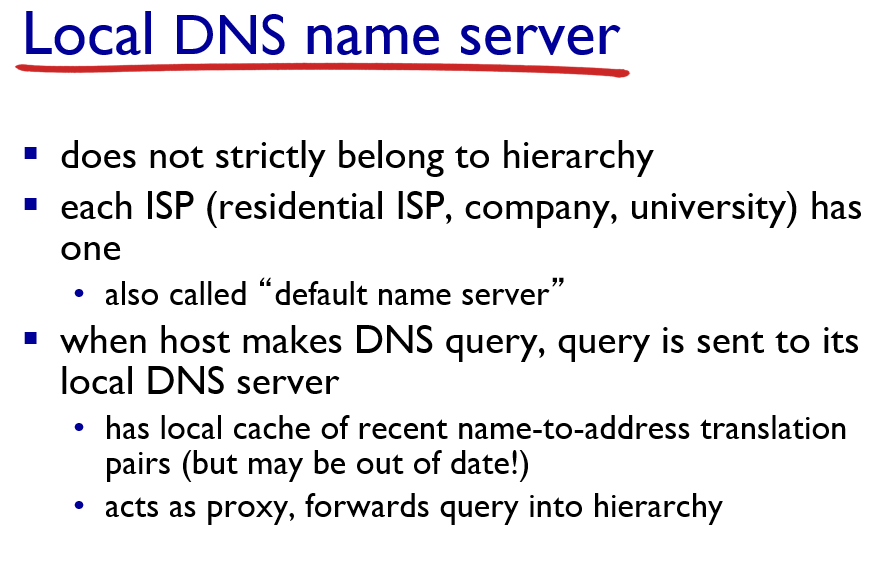 Local DNS name server
▪ does not strictly belong to hierarchy
▪ each ISP (residential ISP, company, university) has
one
• also called “default name server”
▪ when host makes DNS query, query is sent to its
local DNS server
• has local cache of recent name-to-address translation
pairs (but may be out of date!)
• acts as proxy, forwards query into hierarchy